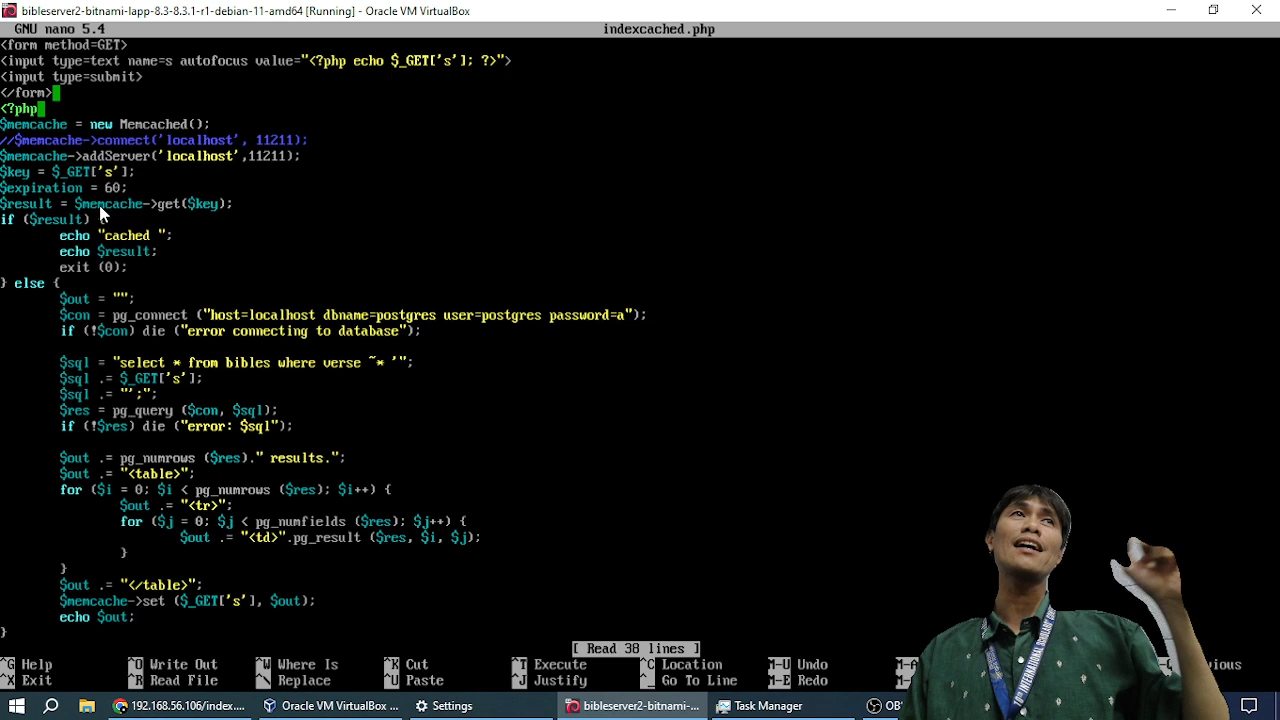 bibleserver2-bitnami-lapp-8.3-8.3.1-r1-debian-11-amd64 [Running] - Oracle VM VirtualBox
GNU nano 5.4 indexcached.php
<form method=GET>
<input type=text name=s autofocus value="<?php echo $_GET['s']; ?>">
<input type=submit>
</form>
<?php
$memcache = new Memcached();
//$memcache->connect('localhost', 11211);
$memcache->addServer('localhost',11211);
$key = $_GET['s'];
$expiration = 60;
$result = $memcache->get($key);
if ($result) {
echo "cached ";
echo $result;
exit (0);
} else {
$out = "";
$con = pg_connect ("host=localhost dbname=postgres user=postgres password=a");
if (!$con) die ("error connecting to database");
$sql = "select * from bibles where verse ~* '";
$sql .= $_GET['s'];
$sql .= "';";
$res = pg_query ($con, $sql);
if (!$res) die ("error: $sql");
$out .= pg_numrows ($res)." results.";
$out .= "<table>";
for ($i = 0; $i < pg_numrows ($res); $i++) {
$out .= "<tr>";
for ($j = 0; $j < pg_numfields ($res); $j++) {
$out .= "<td>".pg_result ($res, $i, $j);
}
}
$out .= "</table>";
$memcache->set ($_GET['s'], $out);
echo $out;
}
[ Read 38 lines ]
^G Help ^O Write Out ^W Where Is ^K Cut ^T Execute ^C Location M-U Undo
^X Exit ^R Read File ^\ Replace ^U Paste ^J Justify ^_ Go To Line M-E Redo
192.168.56.106/index.... Oracle VM VirtualBox ... Settings bibleserver2-bitnami-... Task Manager